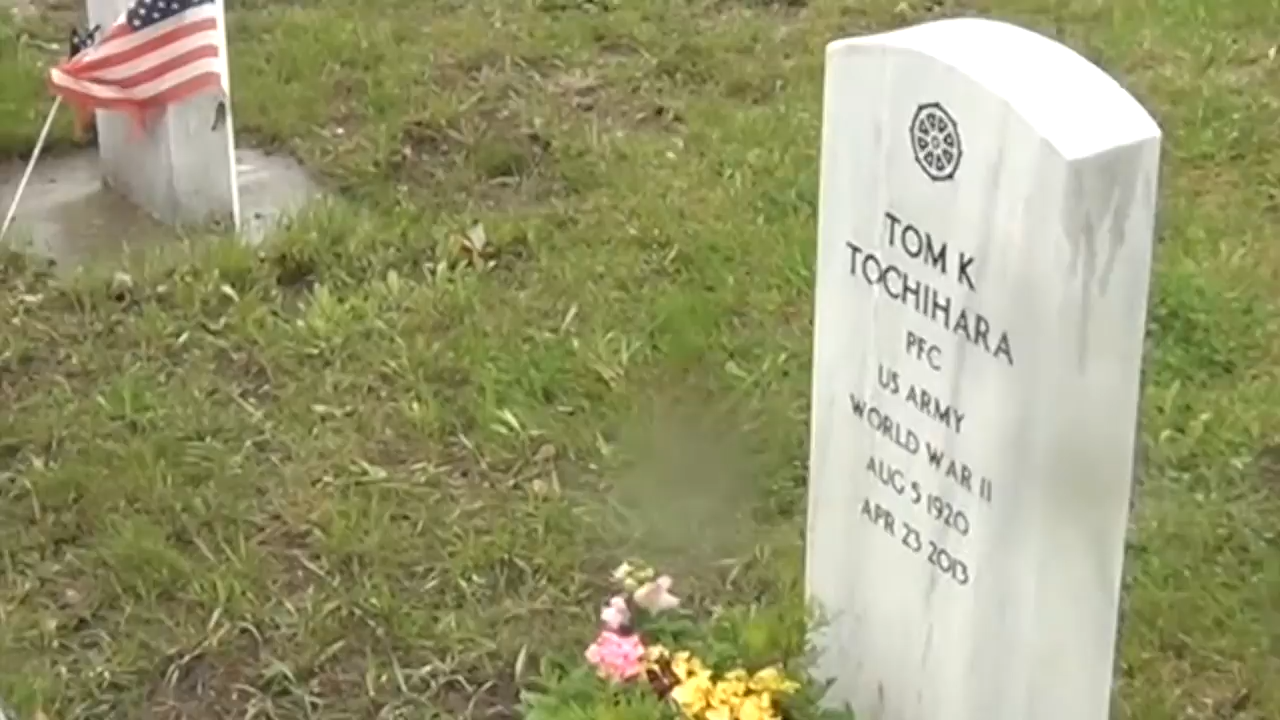 TOM K
TOCHIHARA
PFC
US ARMY
WORLD WAR II
AUG 5 1920
APR 23 2013